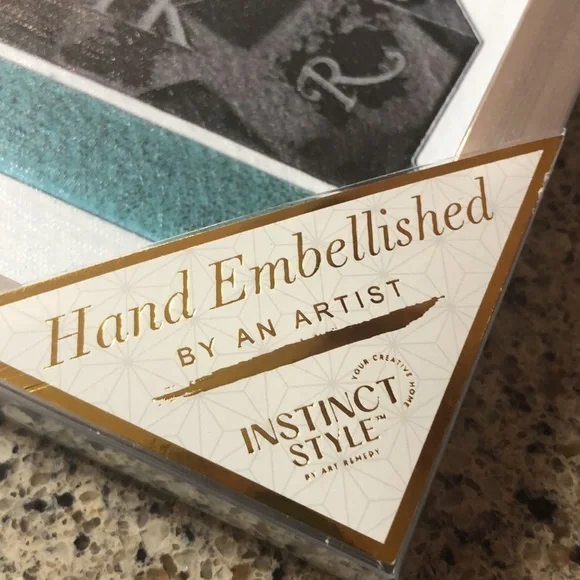 K
R
Hand Embellished
BY AN ARTIST
YOUR CREATIVE HOME
INSTINCT
STYLE™
BY ART REMEDY